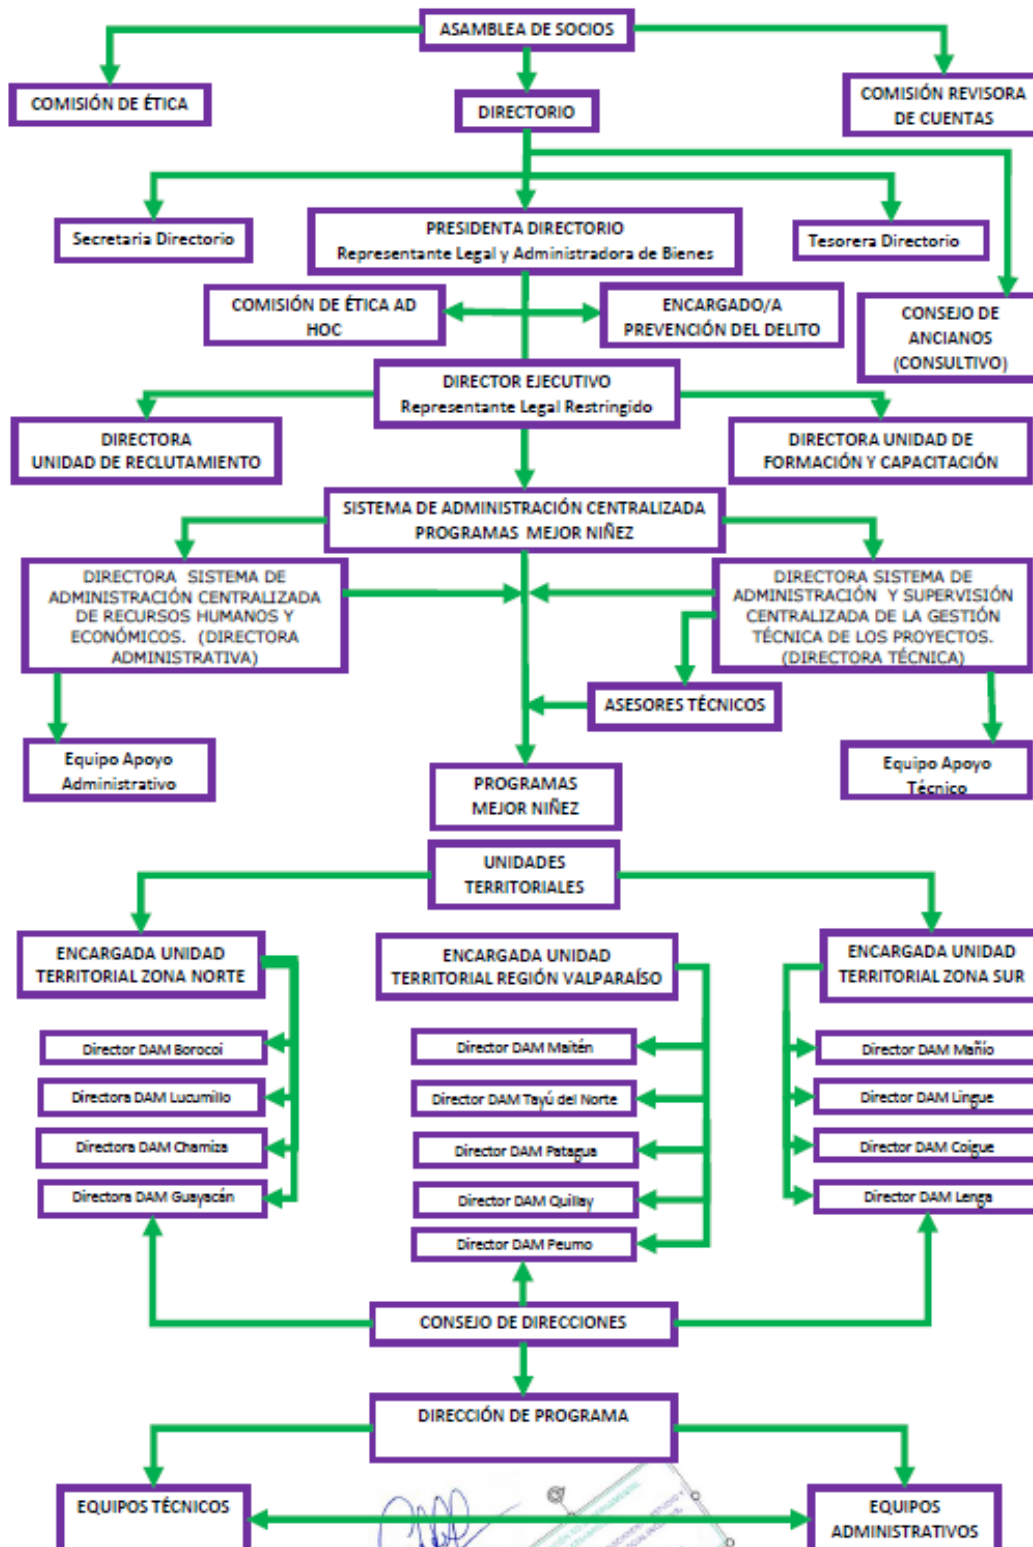 ASAMBLEA DE SOCIOS
COMISIÓN DE ÉTICA
DIRECTORIO
COMISIÓN REVISORA
DE CUENTAS
Secretaria Directorio
PRESIDENTA DIRECTORIO
Representante Legal y Administradora de Bienes
Tesorera Directorio
COMISIÓN DE ÉTICA AD
HOC
ENCARGADO/A
PREVENCIÓN DEL DELITO
CONSEJO DE
ANCIANOS
(CONSULTIVO)
DIRECTOR EJECUTIVO
Representante Legal Restringido
DIRECTORA
UNIDAD DE RECLUTAMIENTO
DIRECTORA UNIDAD DE
FORMACIÓN Y CAPACITACIÓN
SISTEMA DE ADMINISTRACIÓN CENTRALIZADA
PROGRAMAS MEJOR NIÑEZ
DIRECTORA SISTEMA DE
ADMINISTRACIÓN CENTRALIZADA
DE RECURSOS HUMANOS Y
ECONÓMICOS. (DIRECTORA
ADMINISTRATIVA)
DIRECTORA SISTEMA DE
ADMINISTRACIÓN Y SUPERVISIÓN
CENTRALIZADA DE LA GESTIÓN
TÉCNICA DE LOS PROYECTOS.
(DIRECTORA TÉCNICA)
ASESORES TÉCNICOS
Equipo Apoyo
Administrativo
PROGRAMAS
MEJOR NIÑEZ
Equipo Apoyo
Técnico
UNIDADES
TERRITORIALES
ENCARGADA UNIDAD
TERRITORIAL ZONA NORTE
ENCARGADA UNIDAD
TERRITORIAL REGIÓN VALPARAÍSO
ENCARGADA UNIDAD
TERRITORIAL ZONA SUR
Director DAM Borocoi
Directora DAM Lucumillo
Directora DAM Chamiza
Directora DAM Guayacán
Director DAM Maitén
Director DAM Tayú del Norte
Director DAM Patagua
Director DAM Quillay
Director DAM Peumo
Director DAM Mañío
Director DAM Lingue
Director DAM Coigue
Director DAM Lenga
CONSEJO DE DIRECCIONES
DIRECCIÓN DE PROGRAMA
EQUIPOS TÉCNICOS
EQUIPOS
ADMINISTRATIVOS